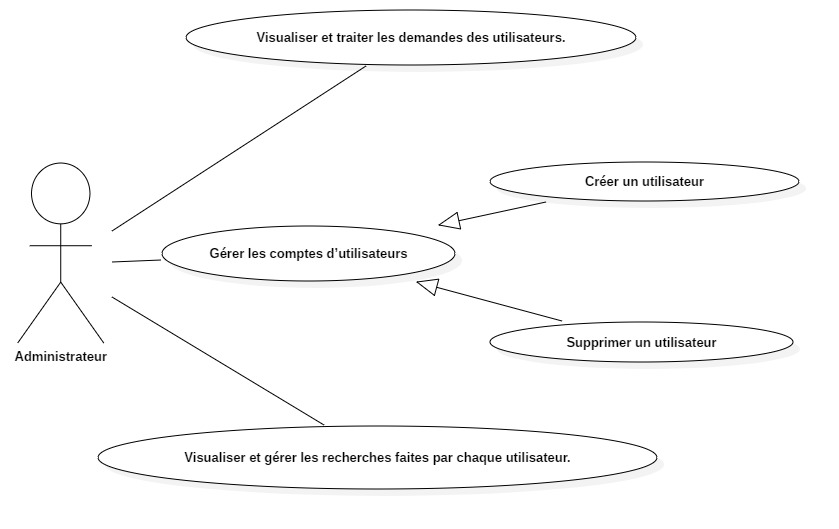 Visualiser et traiter les demandes des utilisateurs.
Créer un utilisateur
Gérer les comptes d'utilisateurs
Supprimer un utilisateur
Administrateur
Visualiser et gérer les recherches faites par chaque utilisateur.